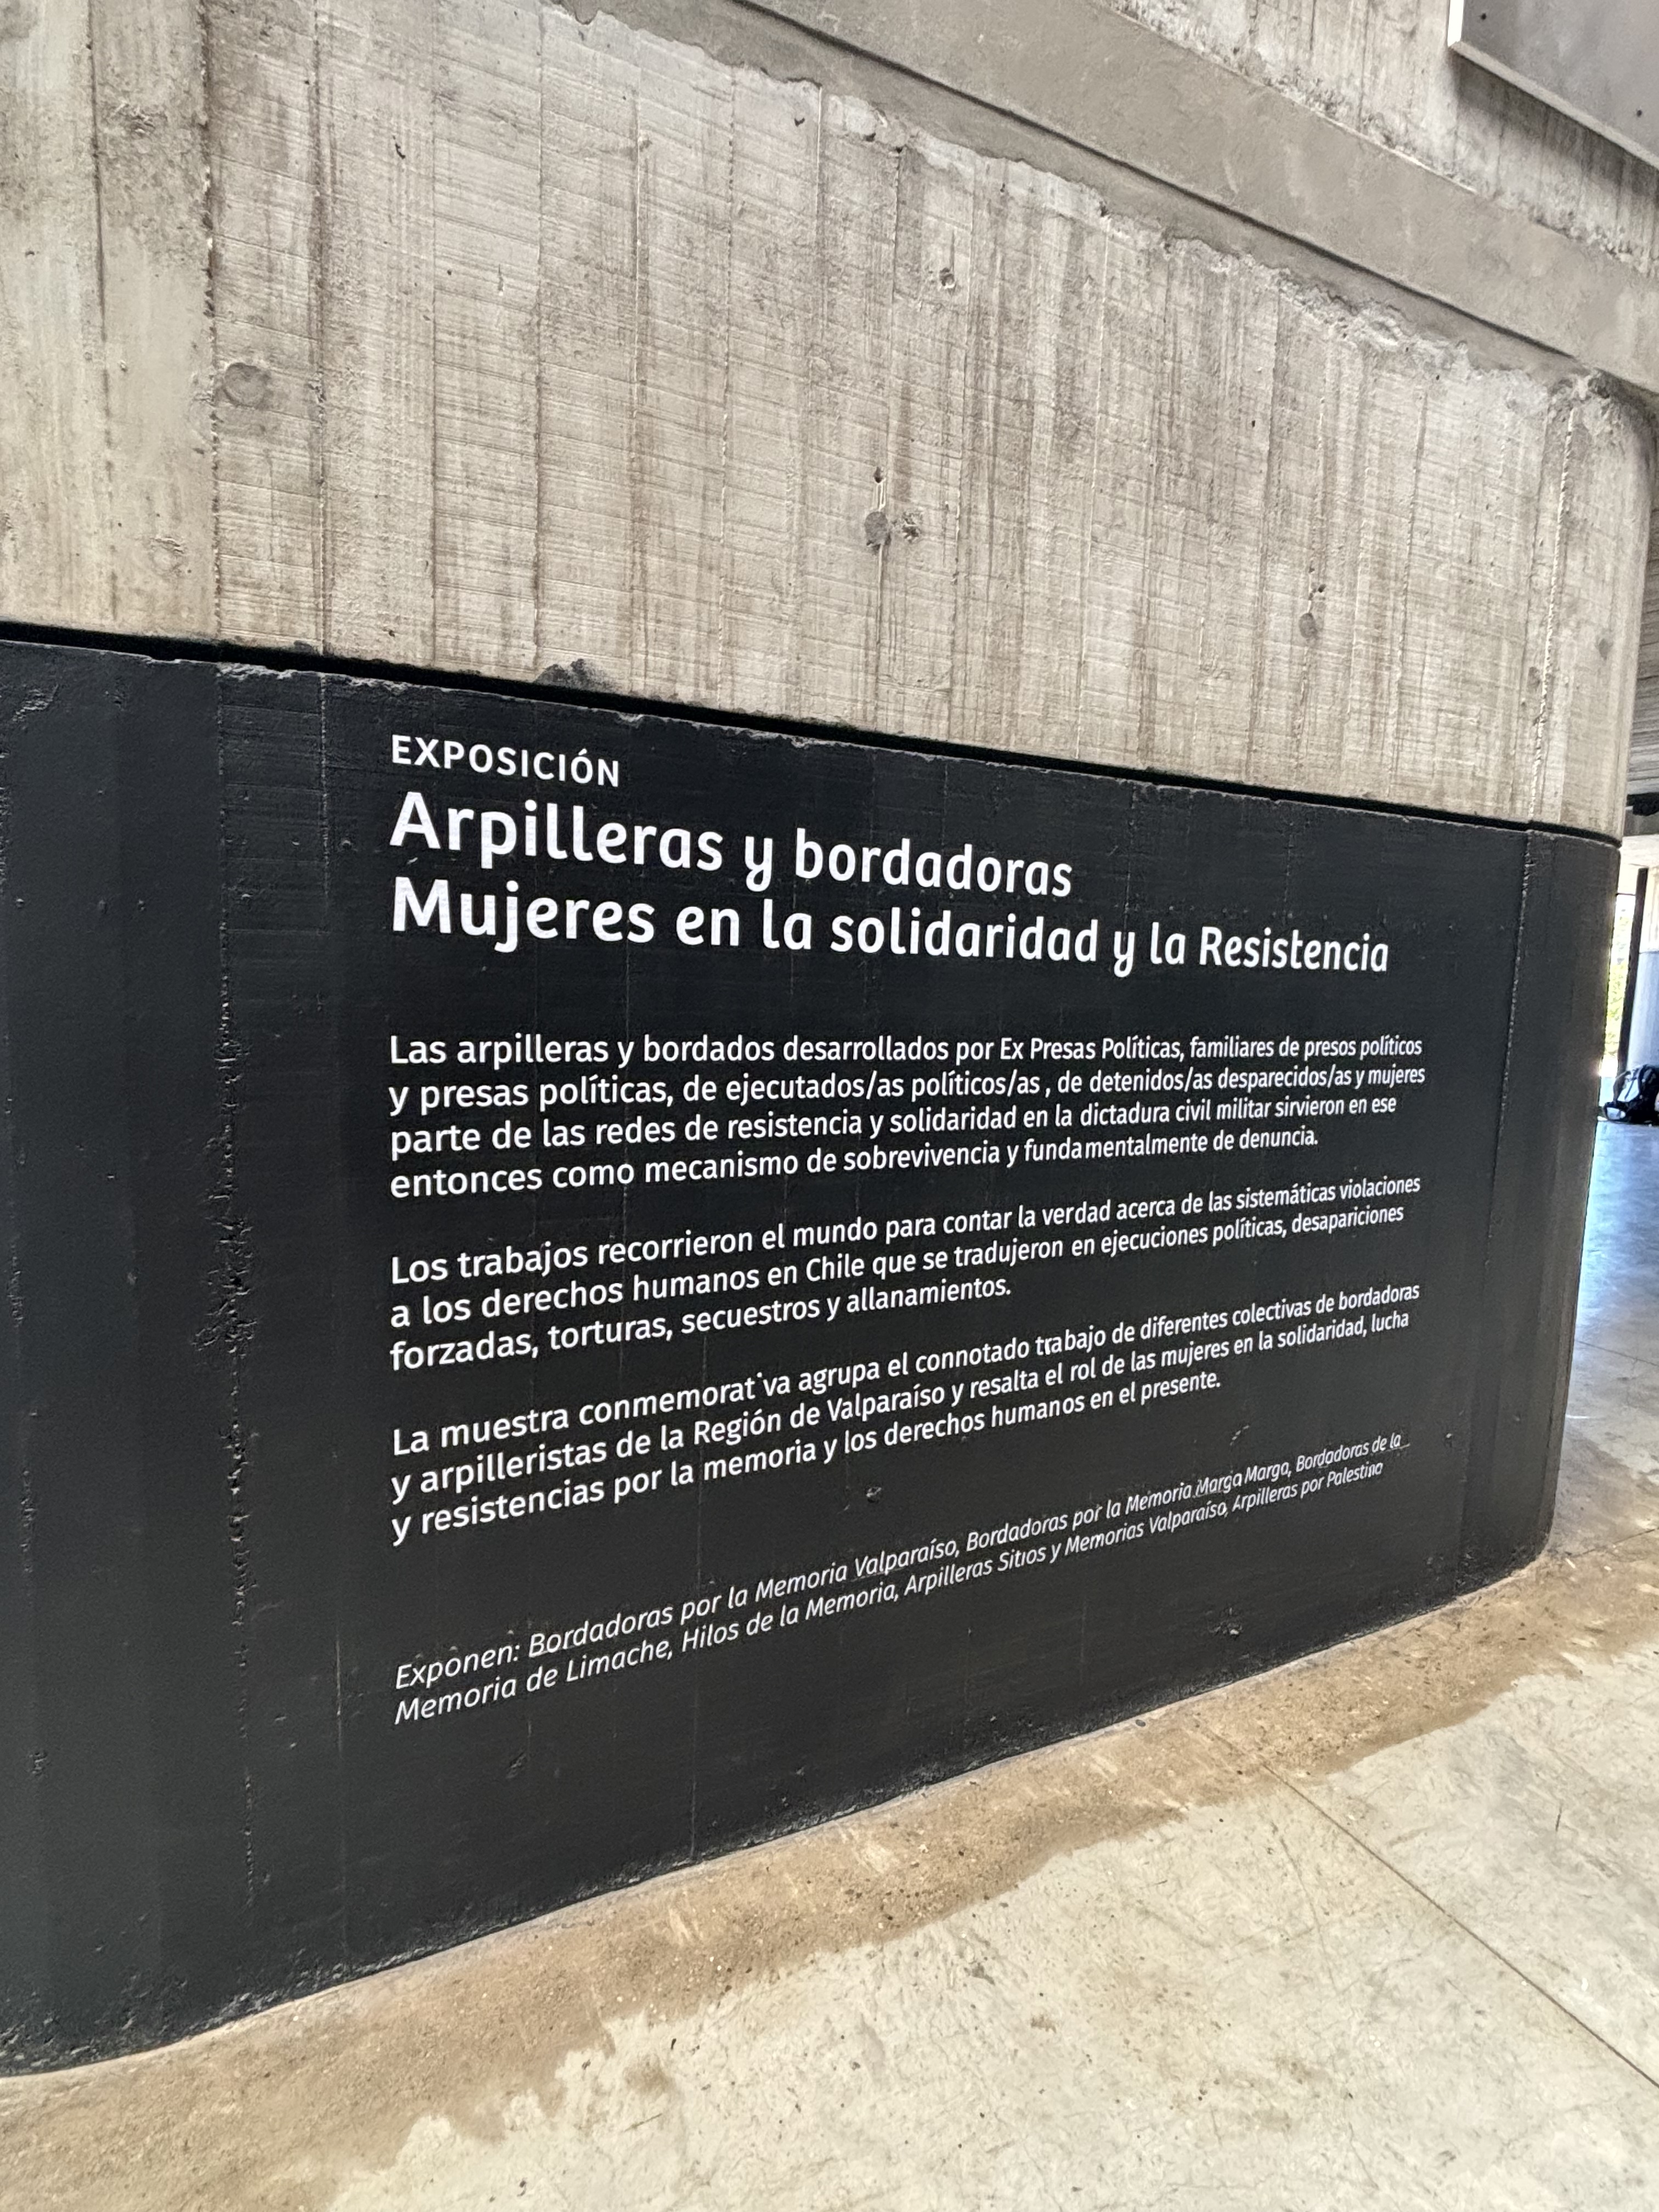 EXPOSICIÓN
Arpilleras y bordadoras
Mujeres en la solidaridad y la Resistencia
Las arpilleras y bordados desarrollados por Ex Presas Políticas, familiares de presos políticos
y presas políticas, de ejecutados/as políticos/as , de detenidos/as desparecidos/as y mujeres
parte de las redes de resistencia y solidaridad en la dictadura civil militar sirvieron en ese
entonces como mecanismo de sobrevivencia y fundamentalmente de denuncia.
Los trabajos recorrieron el mundo para contar la verdad acerca de las sistemáticas violaciones
a los derechos humanos en Chile que se tradujeron en ejecuciones políticas, desapariciones
forzadas, torturas, secuestros y allanamientos.
La muestra conmemorativa agrupa el connotado trabajo de diferentes colectivas de bordadoras
y arpilleristas de la Región de Valparaíso y resalta el rol de las mujeres en la solidaridad, lucha
y resistencias por la memoria y los derechos humanos en el presente.
Exponen: Bordadoras por la Memoria Valparaíso, Bordadoras por la Memoria Marga Marga, Bordadoras de la
Memoria de Limache, Hilos de la Memoria, Arpilleras Sitios y Memorias Valparaíso, Arpilleras por Palestina